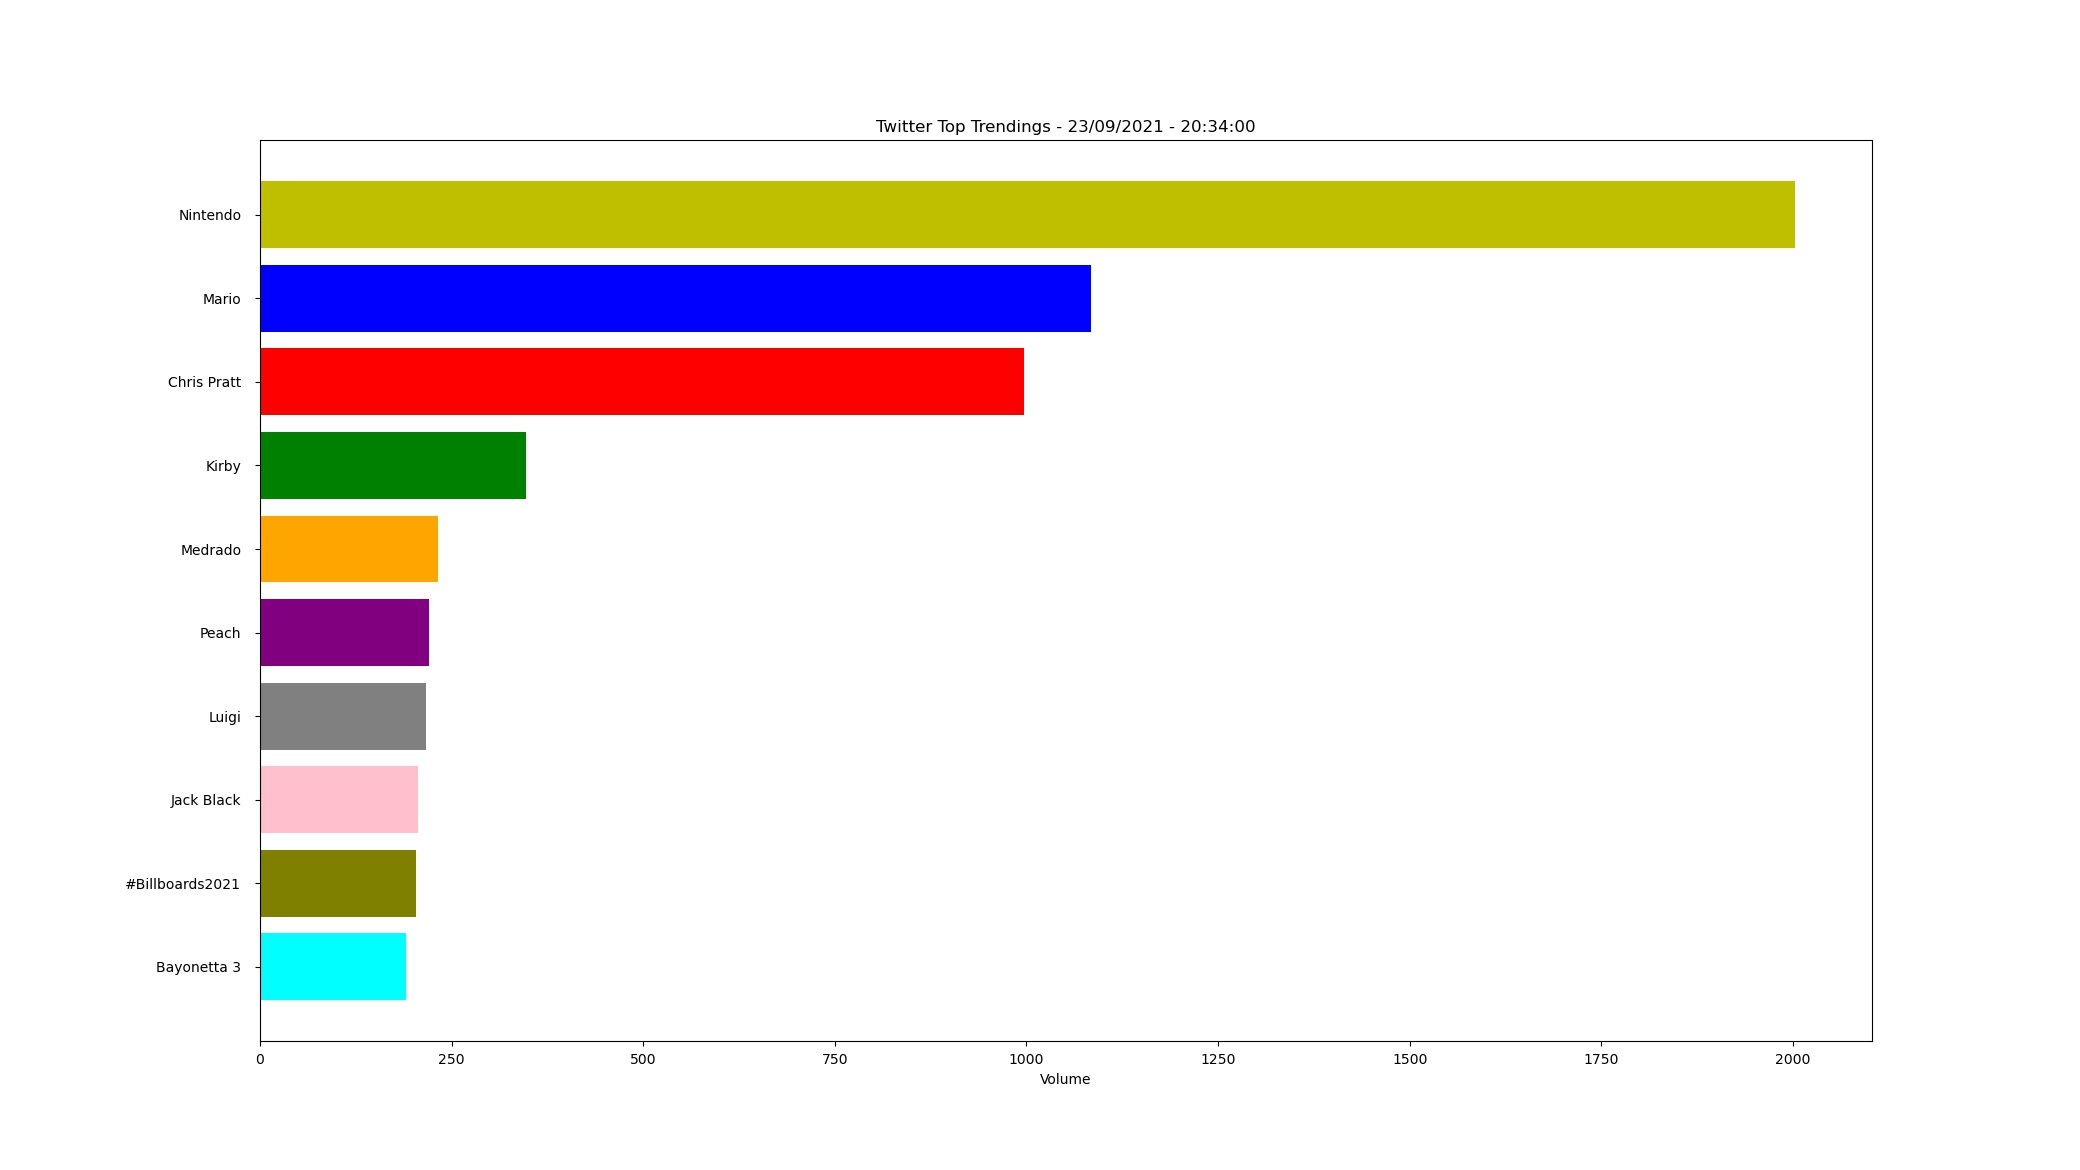 Twitter Top Trendings - 23/09/2021 - 20:34:00
Nintendo
Mario
Chris Pratt
Kirby
Medrado
Peach
Luigi
Jack Black
#Billboards2021
Bayonetta 3
0 250 500 750 1000 1250 1500 1750 2000
Volume